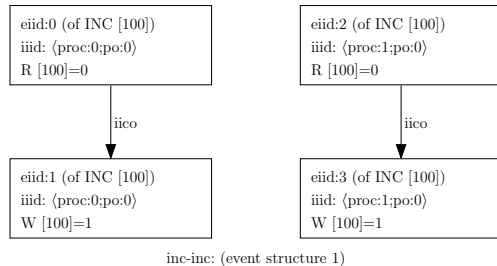 eiid:0 (of INC [100])
iiid: ⟨proc:0;po:0⟩
R [100]=0
eiid:2 (of INC [100])
iiid: ⟨proc:1;po:0⟩
R [100]=0
iico
iico
eiid:1 (of INC [100])
iiid: ⟨proc:0;po:0⟩
W [100]=1
eiid:3 (of INC [100])
iiid: ⟨proc:1;po:0⟩
W [100]=1
inc-inc: (event structure 1)